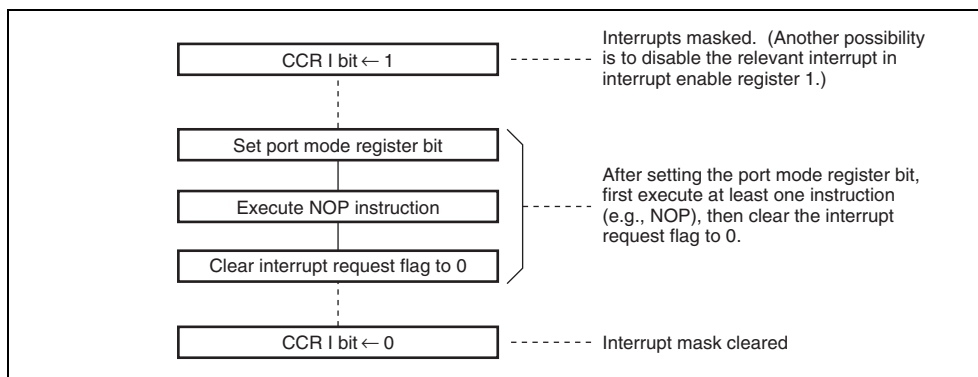 CCR I bit ← 1
Interrupts masked. (Another possibility
is to disable the relevant interrupt in
interrupt enable register 1.)
Set port mode register bit
Execute NOP instruction
Clear interrupt request flag to 0
After setting the port mode register bit,
first execute at least one instruction
(e.g., NOP), then clear the interrupt
request flag to 0.
CCR I bit ← 0
Interrupt mask cleared